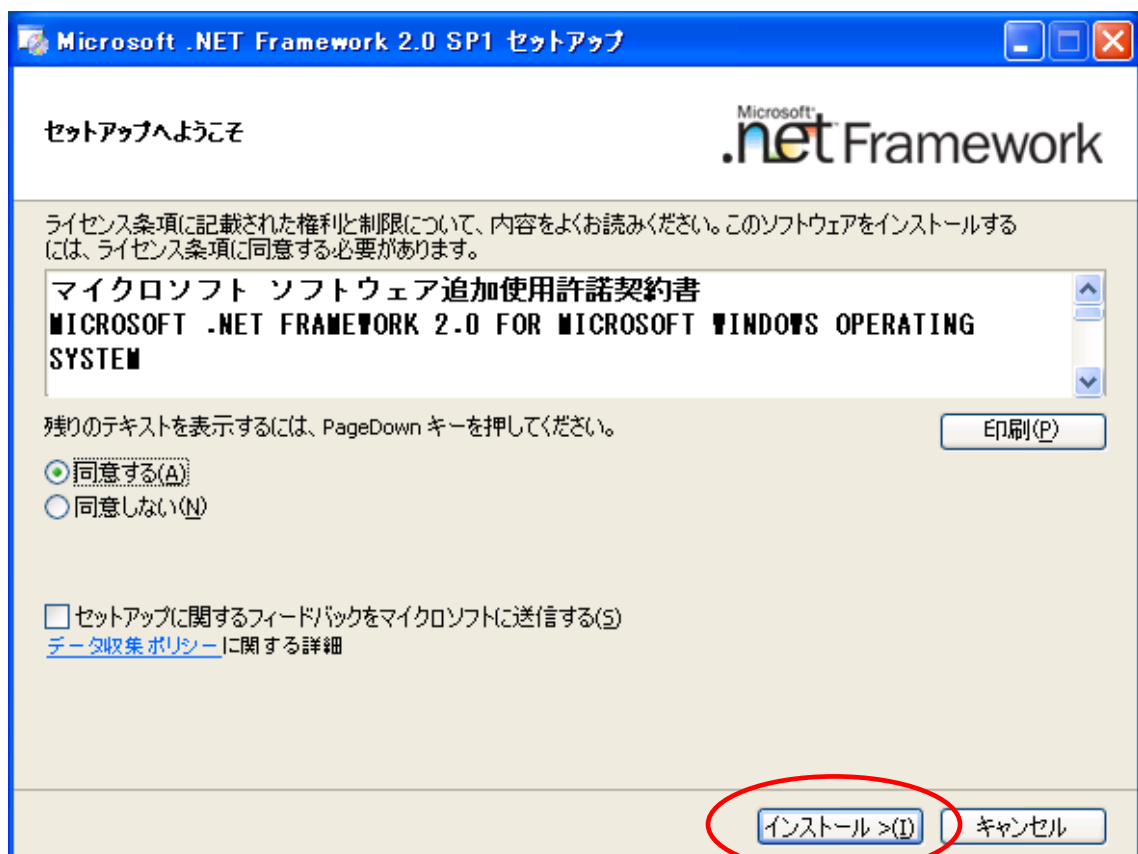 Microsoft .NET Framework 2.0 SP1 セットアップ
セットアップへようこそ
Microsoft
.net Framework
ライセンス条項に記載された権利と制限について、内容をよくお読みください。このソフトウェアをインストールする
には、ライセンス条項に同意する必要があります。
マイクロソフト ソフトウェア追加使用許諾契約書
MICROSOFT .NET FRAMEWORK 2.0 FOR MICROSOFT WINDOWS OPERATING
SYSTEM
残りのテキストを表示するには、PageDown キーを押してください。
印刷(P)
同意する(A)
同意しない(N)
セットアップに関するフィードバックをマイクロソフトに送信する(S)
データ収集ポリシーに関する詳細
インストール >(I)
キャンセル